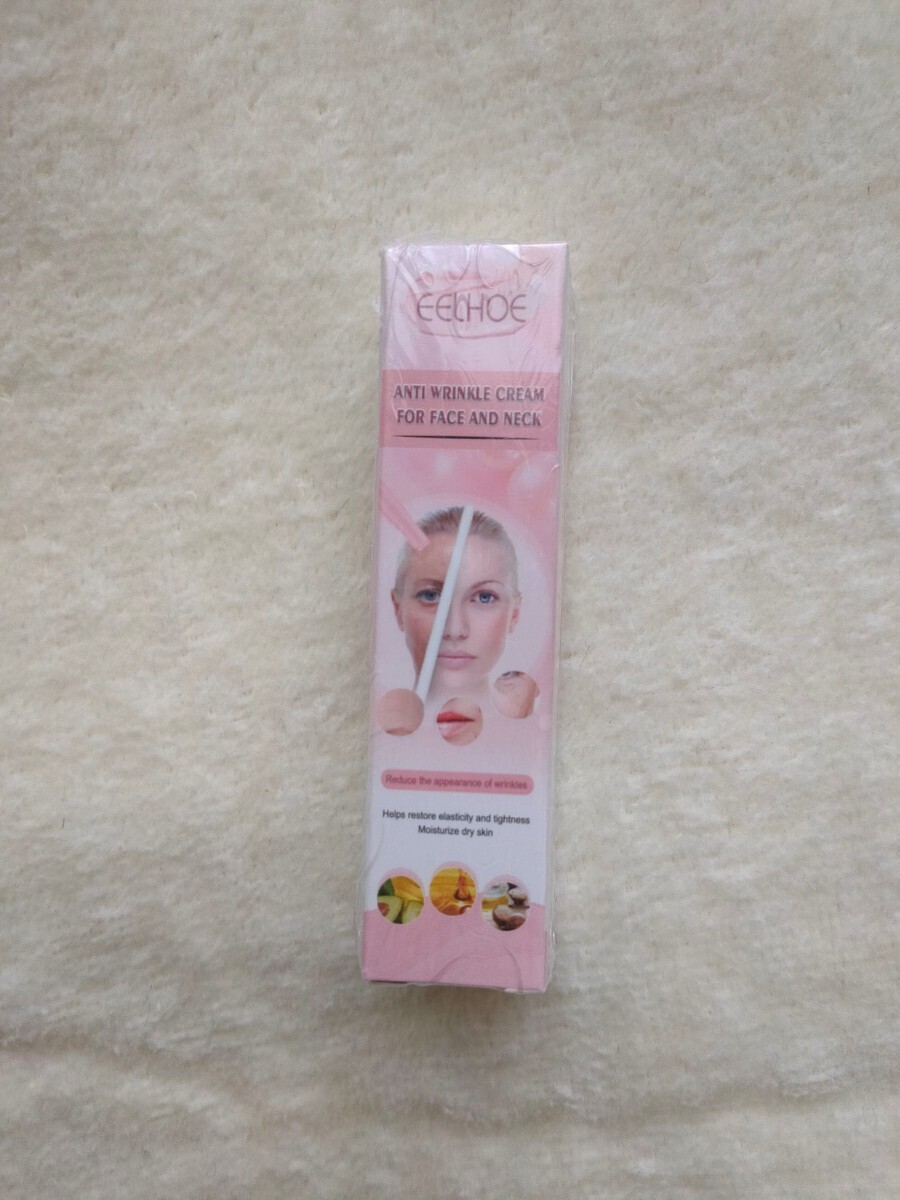 EELHOE
ANTI WRINKLE CREAM
FOR FACE AND NECK
Reduce the appearance of wrinkles
Helps restore elasticity and tightness
Moisturize dry skin